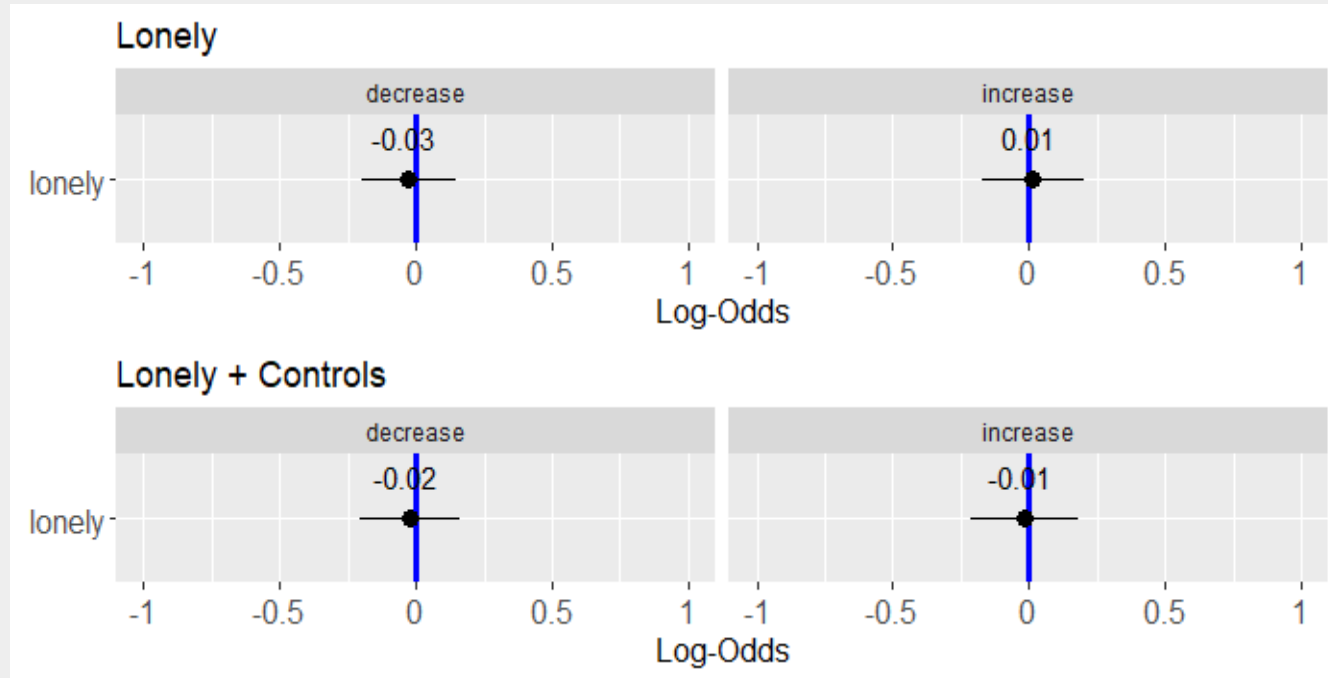 Lonely
decrease increase
-0.03 0.01
lonely
-1 -0.5 0 0.5 1 -1 -0.5 0 0.5 1
Log-Odds
Lonely + Controls
decrease increase
-0.02 -0.01
lonely
-1 -0.5 0 0.5 1 -1 -0.5 0 0.5 1
Log-Odds